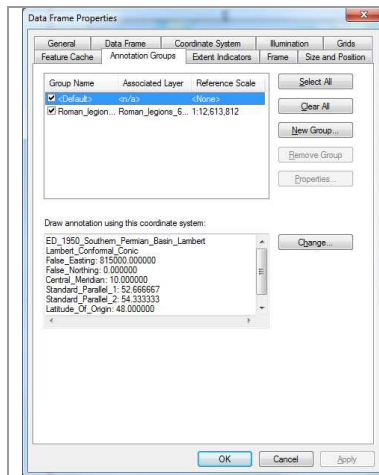 Data Frame Properties
General Data Frame Coordinate System Illumination Grids
Feature Cache Annotation Groups Extent Indicators Frame Size and Position
Group Name Associated Layer Reference Scale
<Default> <n/a> <None>
Roman_legion... Roman_legions_6... 1:12,613,812
Select All
Clear All
New Group...
Remove Group
Properties...
Draw annotation using this coordinate system:
ED_1950_Southern_Permian_Basin_Lambert
Lambert_Conformal_Conic
False_Easting: 815000.000000
False_Northing: 0.000000
Central_Meridian: 10.000000
Standard_Parallel_1: 52.666667
Standard_Parallel_2: 54.333333
Latitude_Of_Origin: 48.000000
Change...
OK Cancel Apply